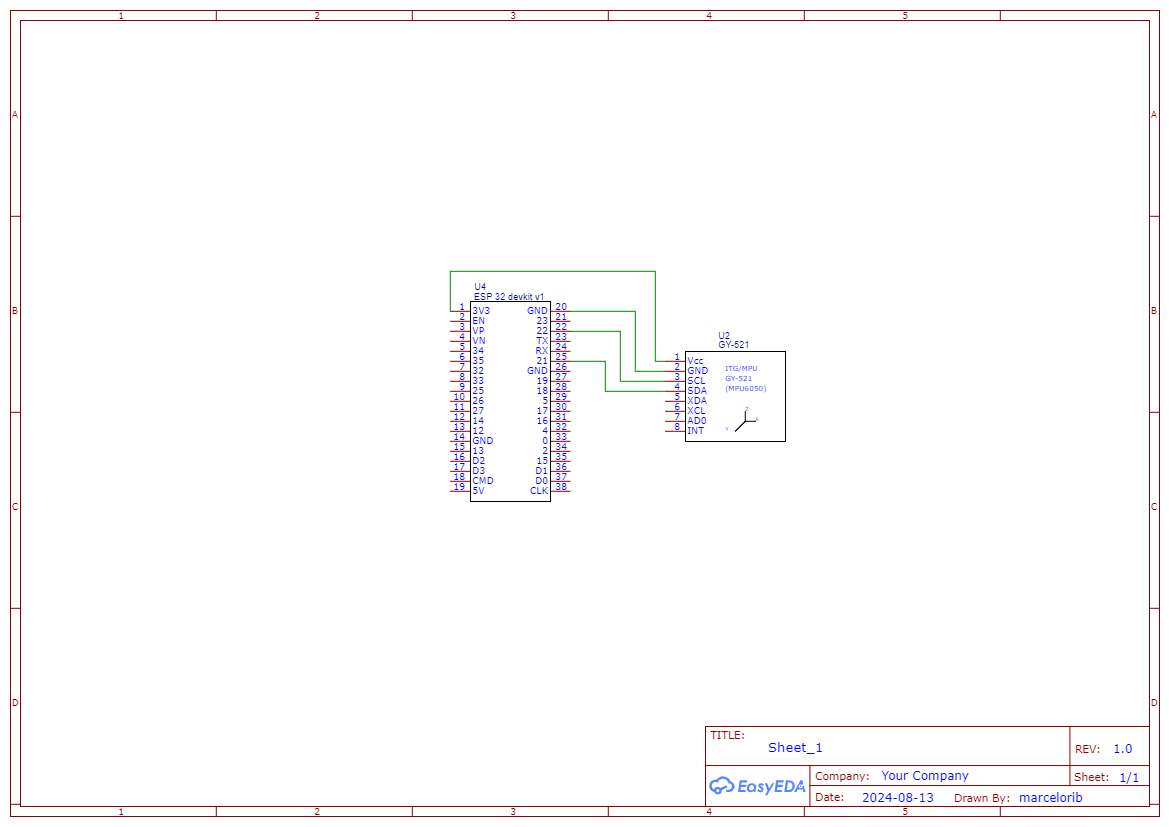 1 2 3 4 5
A A
B B
C C
D D
U4
ESP 32 devkit v1
1 3V3 GND 20
2 EN 23 21
3 VP 22 22
4 VN TX 23
5 34 RX 24
6 35 21 25
7 32 GND 26
8 33 19 27
9 25 18 28
10 26 5 29
11 27 17 30
12 14 16 31
13 12 4 32
14 GND 0 33
15 13 2 34
16 D2 15 35
17 D3 D1 36
18 CMD D0 37
19 5V CLK 38
U2
GY-521
1 Vcc
2 GND
3 SCL
4 SDA
5 XDA
6 XCL
7 AD0
8 INT
ITG/MPU
GY-521
(MPU6050)
Z
X
Y
TITLE:
Sheet_1
REV: 1.0
EasyEDA
Company: Your Company
Sheet: 1/1
Date: 2024-08-13 Drawn By: marcelorib
1 2 3 4 5